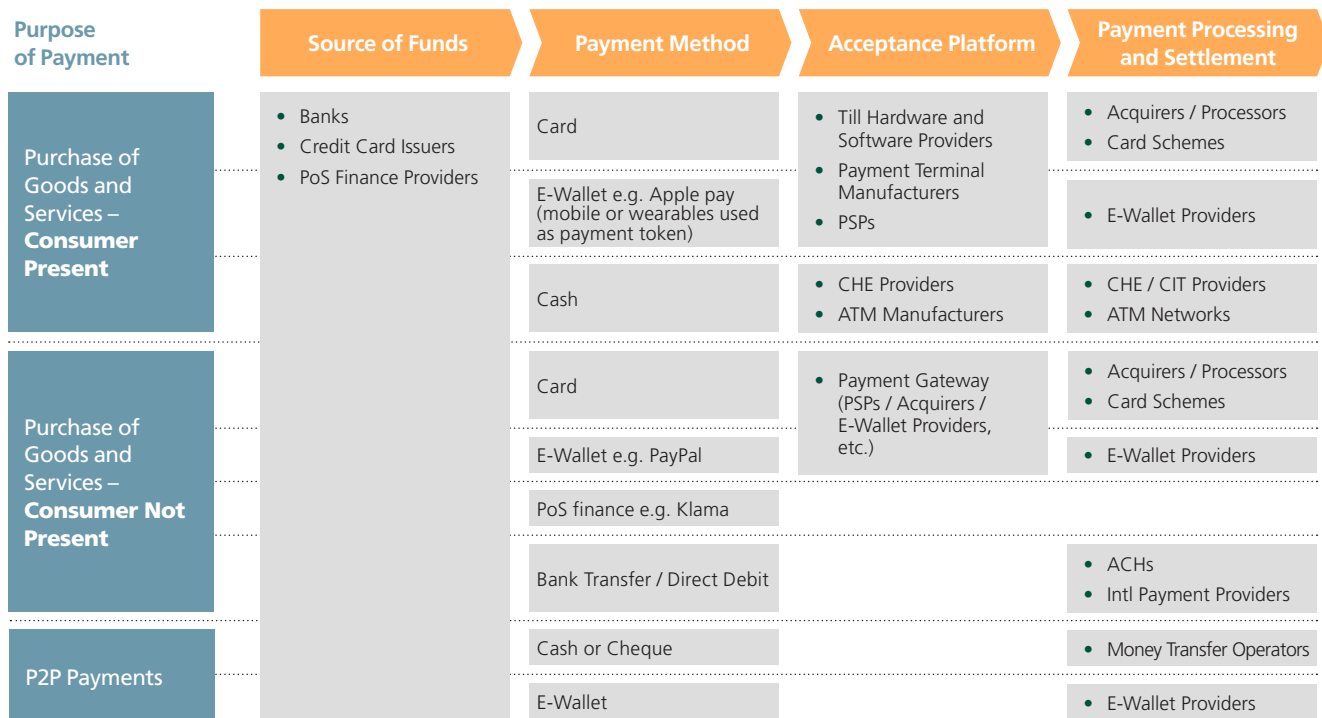 Purpose
of Payment
Source of Funds
Payment Method
Acceptance Platform
Payment Processing
and Settlement
Purchase of
Goods and
Services –
Consumer
Present
• Banks
• Credit Card Issuers
• PoS Finance Providers
Card
• Till Hardware and
Software Providers
• Payment Terminal
Manufacturers
• PSPs
• Acquirers / Processors
• Card Schemes
E-Wallet e.g. Apple pay
(mobile or wearables used
as payment token)
• E-Wallet Providers
Cash
• CHE Providers
• ATM Manufacturers
• CHE / CIT Providers
• ATM Networks
Purchase of
Goods and
Services –
Consumer Not
Present
Card
• Payment Gateway
(PSPs / Acquirers /
E-Wallet Providers,
etc.)
• Acquirers / Processors
• Card Schemes
E-Wallet e.g. PayPal
• E-Wallet Providers
PoS finance e.g. Klama
Bank Transfer / Direct Debit
• ACHs
• Intl Payment Providers
P2P Payments
Cash or Cheque
• Money Transfer Operators
E-Wallet
• E-Wallet Providers